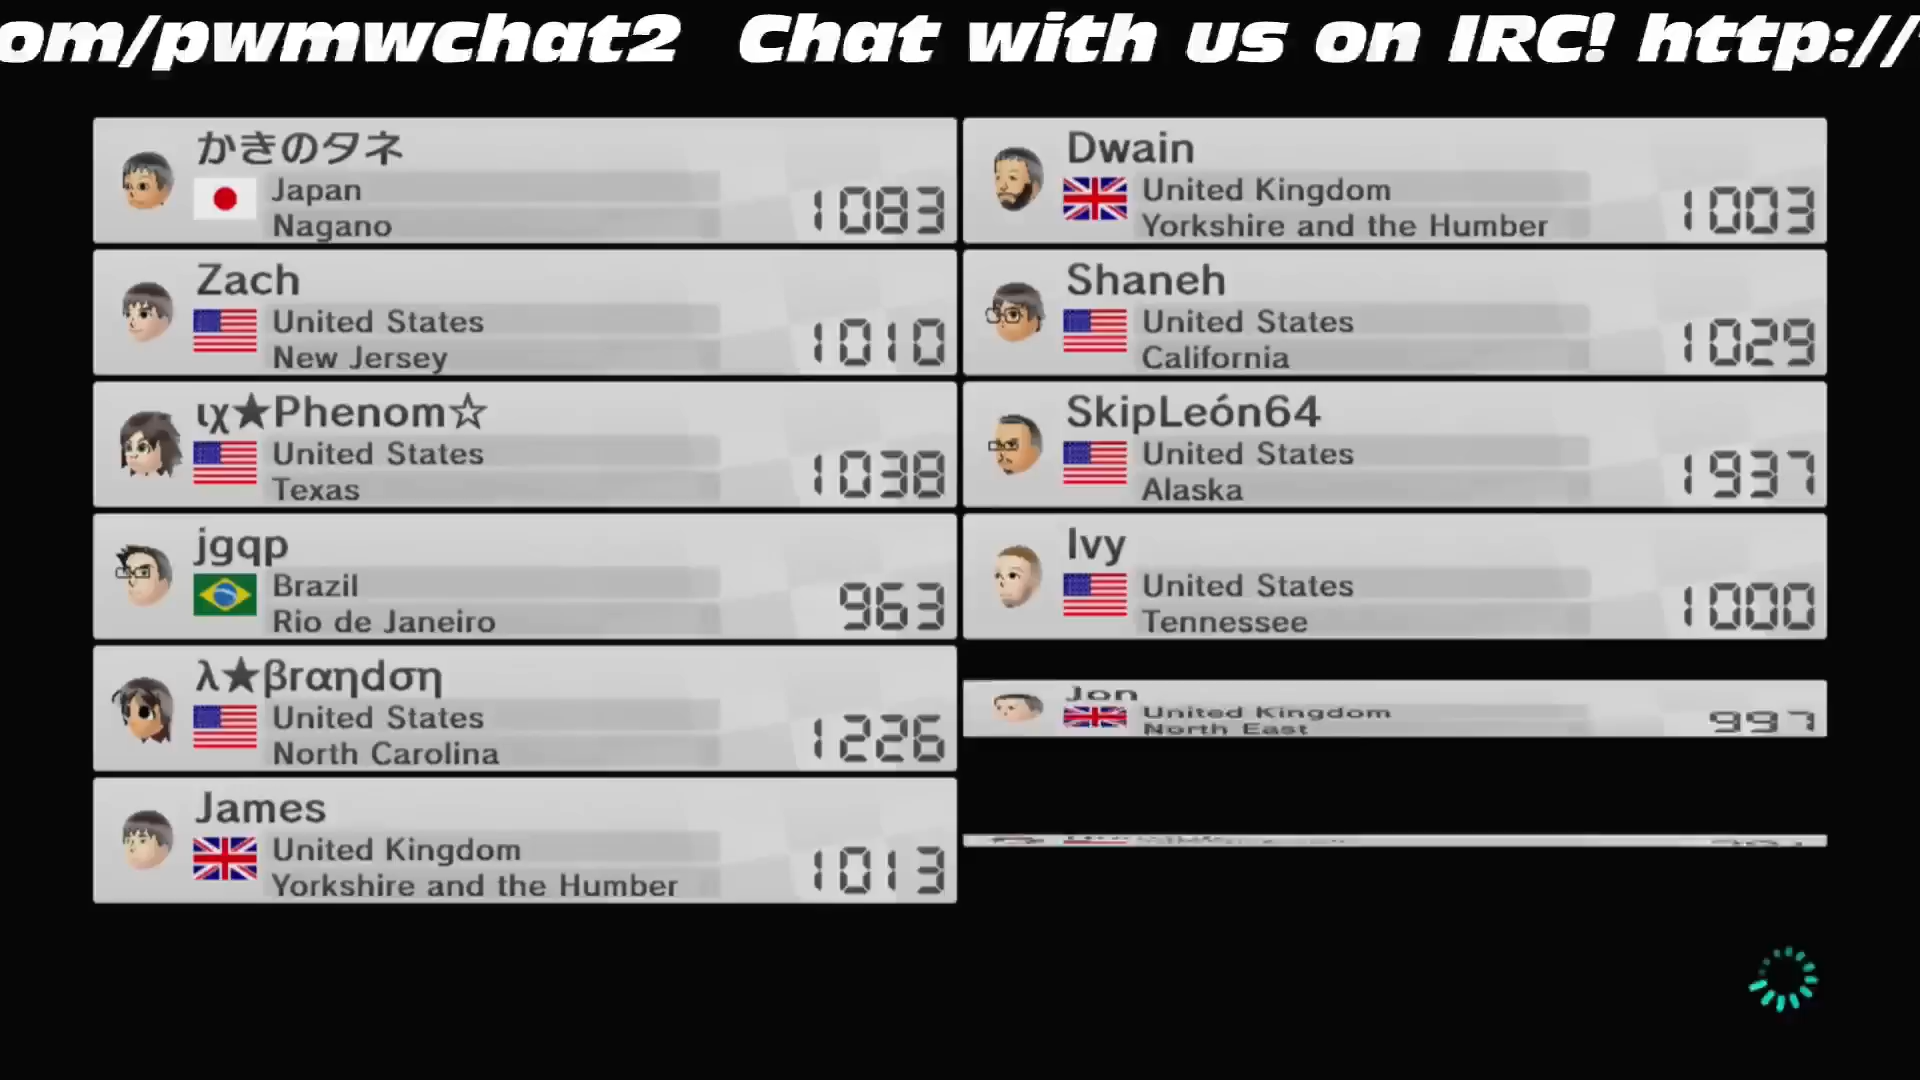 om/pwmwchat2 Chat with us on IRC! http://
かきのタネ
Japan
Nagano
1083
Zach
United States
New Jersey
1010
ιχ★Phenom☆
United States
Texas
1038
jgqp
Brazil
Rio de Janeiro
963
λ★βrαηdση
United States
North Carolina
1226
James
United Kingdom
Yorkshire and the Humber
1013
Dwain
United Kingdom
Yorkshire and the Humber
1003
Shaneh
United States
California
1029
SkipLeón64
United States
Alaska
1937
Ivy
United States
Tennessee
1000
Jon
United Kingdom
North East
997